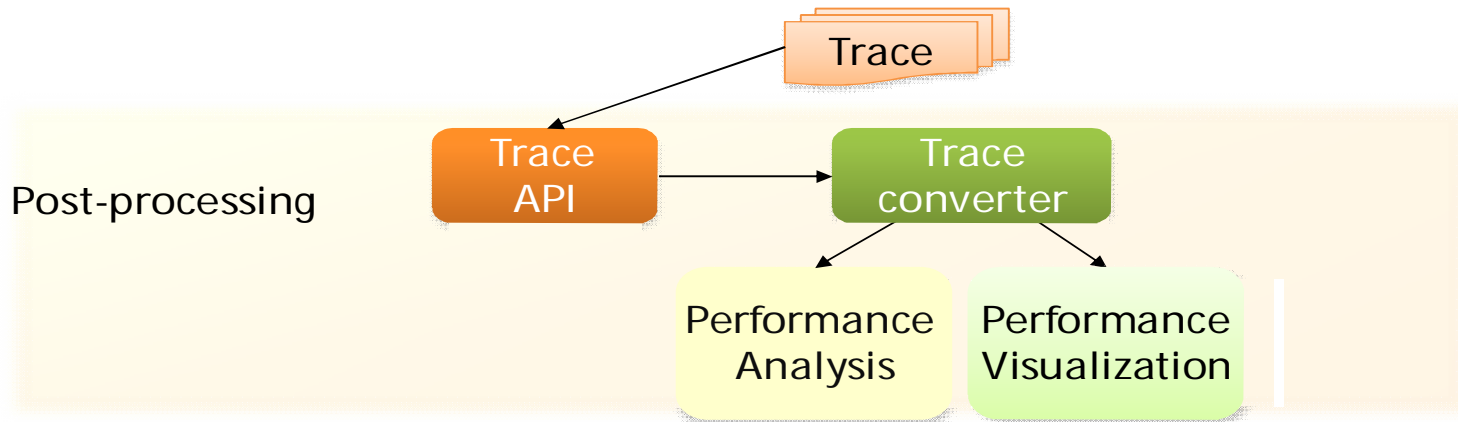 Trace
Trace
API
Trace
converter
Post-processing
Performance
Analysis
Performance
Visualization